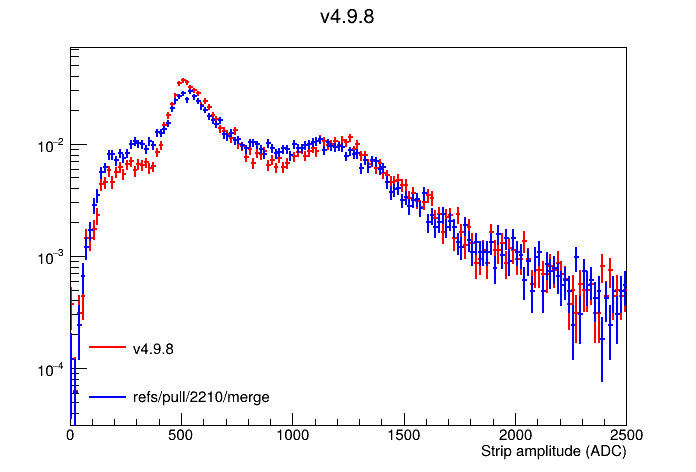 v4.9.8
10⁻²
10⁻³
10⁻⁴
v4.9.8
refs/pull/2210/merge
0 500 1000 1500 2000 2500
Strip amplitude (ADC)